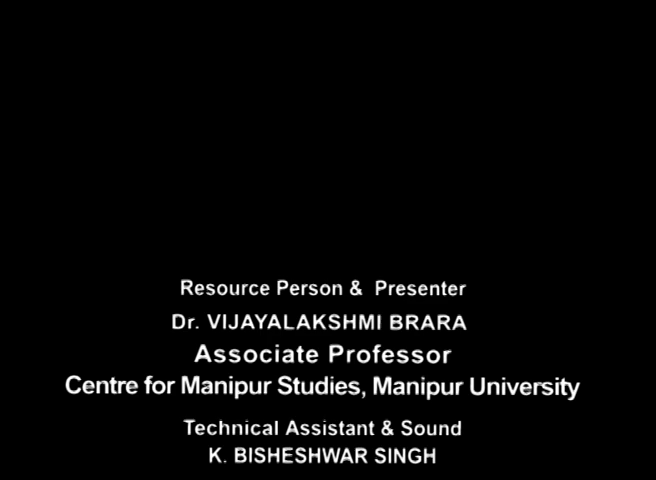 Resource Person & Presenter
Dr. VIJAYALAKSHMI BRARA
Associate Professor
Centre for Manipur Studies, Manipur University
Technical Assistant & Sound
K. BISHESHWAR SINGH